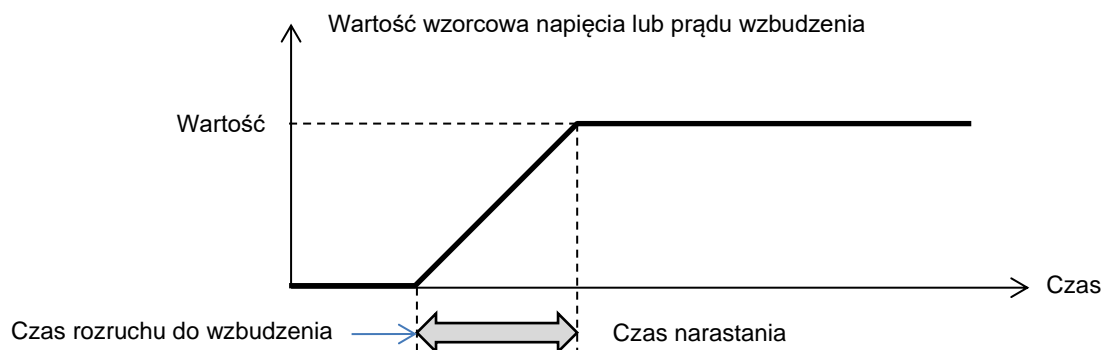 Wartość wzorcowa napięcia lub prądu wzbudzenia
Wartość
Czas
Czas rozruchu do wzbudzenia
Czas narastania